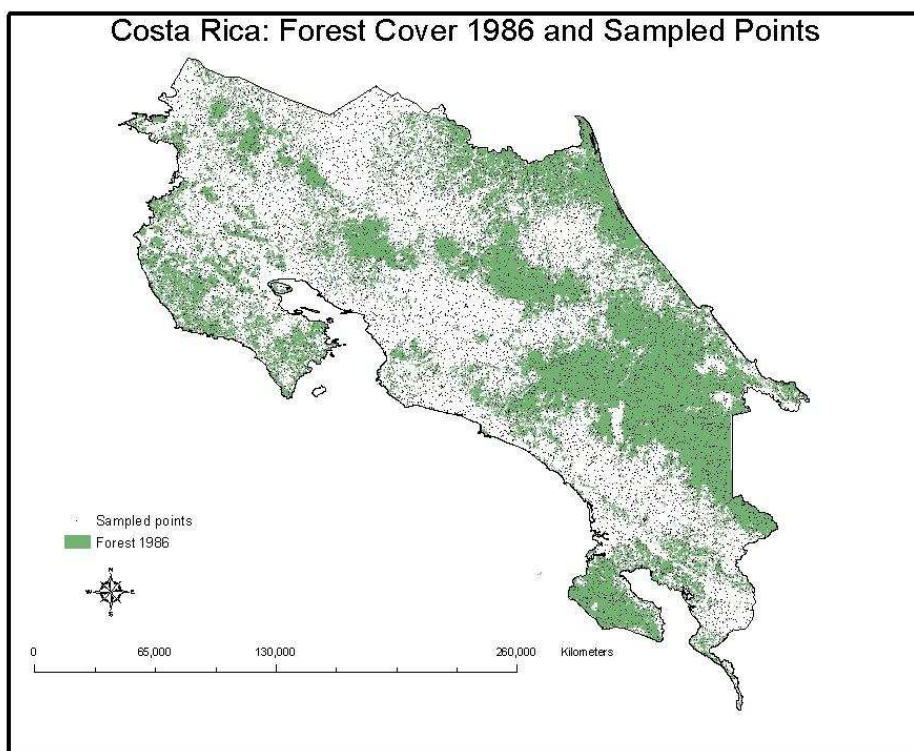 Costa Rica: Forest Cover 1986 and Sampled Points
Sampled points
Forest 1986
N
W E
S
0 65,000 130,000 260,000 Kilometers